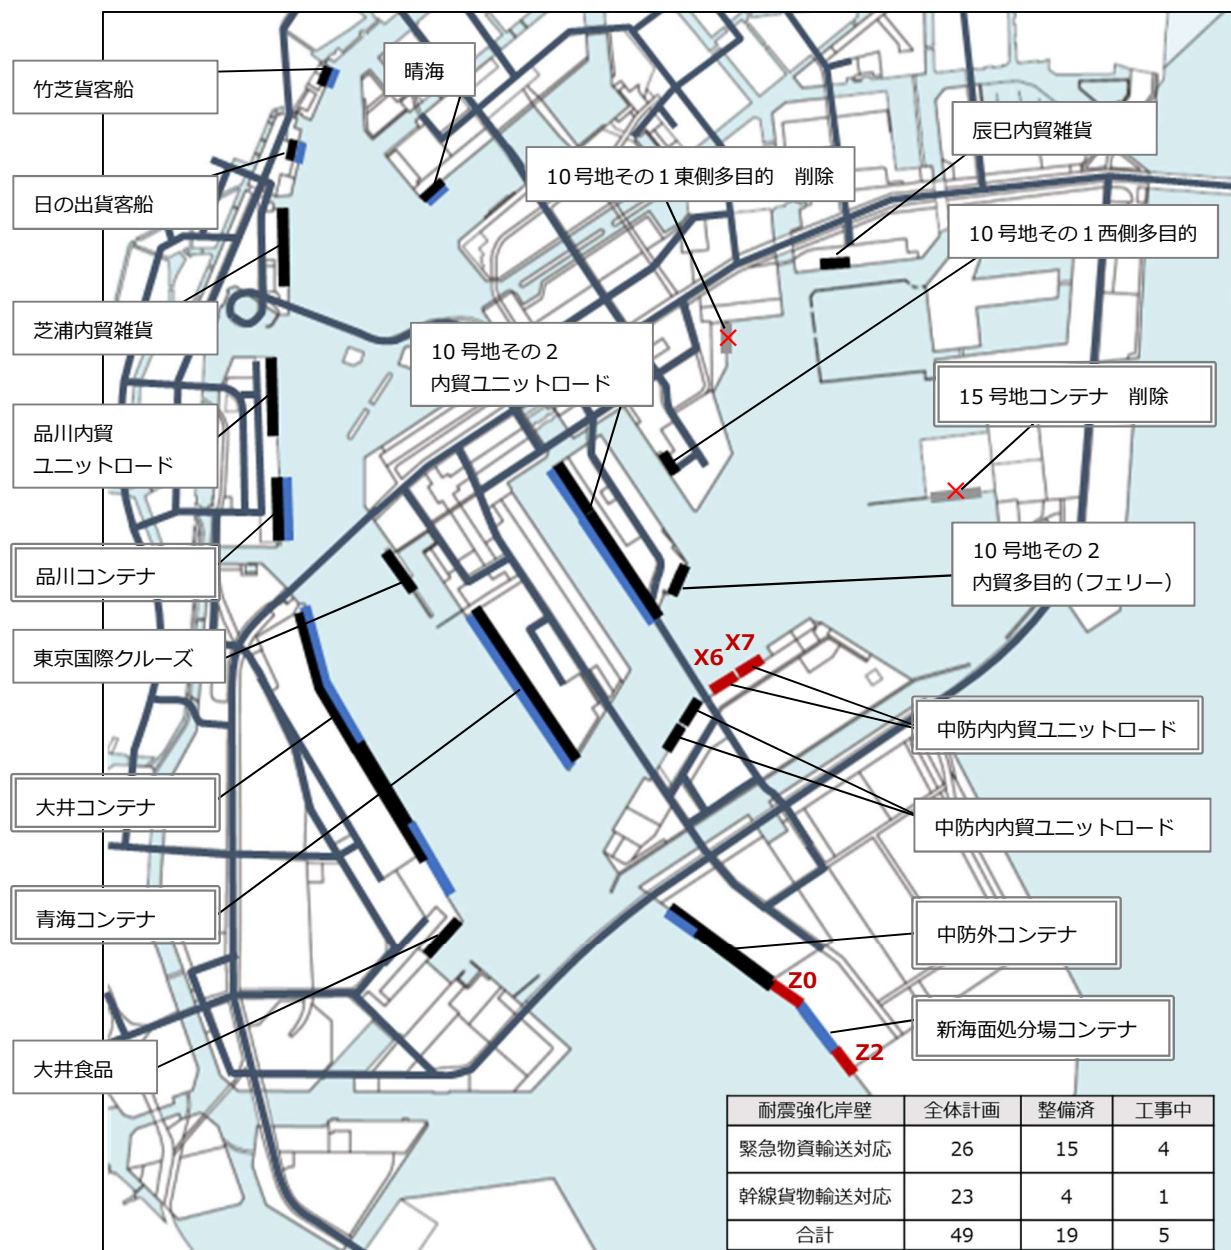 竹芝貨客船
晴海
辰巳内貿雑貨
10号地その1東側多目的　削除
日の出貨客船
10号地その1西側多目的
芝浦内貿雑貨
10号地その2
内貿ユニットロード
15号地コンテナ　削除
品川内貿
ユニットロード
品川コンテナ
10号地その2
内貿多目的（フェリー）
東京国際クルーズ
X6
X7
中防内内貿ユニットロード
大井コンテナ
中防内内貿ユニットロード
青海コンテナ
中防外コンテナ
Z0
新海面処分場コンテナ
Z2
大井食品
耐震強化岸壁 全体計画 整備済 工事中
緊急物資輸送対応 26 15 4
幹線貨物輸送対応 23 4 1
合計 49 19 5